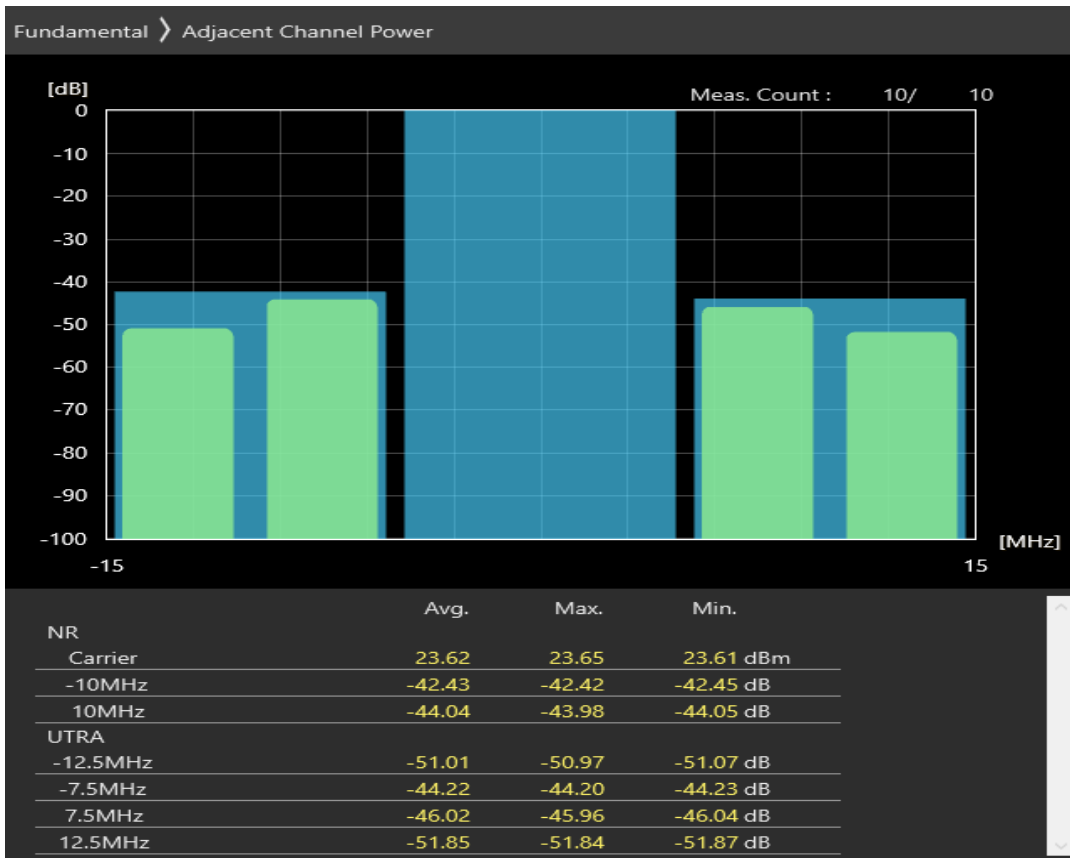 Fundamental 〉 Adjacent Channel Power
[dB]
Meas. Count : 10/ 10
0
-10
-20
-30
-40
-50
-60
-70
-80
-90
-100
[MHz]
-15 15
Avg. Max. Min.
NR
Carrier 23.62 23.65 23.61 dBm
-10MHz -42.43 -42.42 -42.45 dB
10MHz -44.04 -43.98 -44.05 dB
UTRA
-12.5MHz -51.01 -50.97 -51.07 dB
-7.5MHz -44.22 -44.20 -44.23 dB
7.5MHz -46.02 -45.96 -46.04 dB
12.5MHz -51.85 -51.84 -51.87 dB